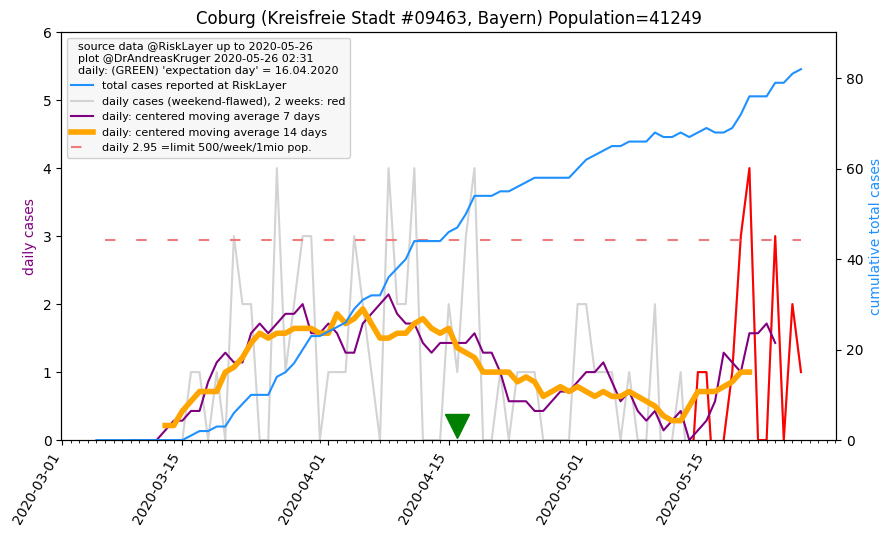 Coburg (Kreisfreie Stadt #09463, Bayern) Population=41249
source data @RiskLayer up to 2020-05-26
plot @DrAndreasKruger 2020-05-26 02:31
daily: (GREEN) 'expectation day' = 16.04.2020
total cases reported at RiskLayer
daily cases (weekend-flawed), 2 weeks: red
daily: centered moving average 7 days
daily: centered moving average 14 days
daily 2.95 =limit 500/week/1mio pop.
daily cases
6
5
4
3
2
1
0
cumulative total cases
80
60
40
20
0
2020-03-01
2020-03-15
2020-04-01
2020-04-15
2020-05-01
2020-05-15